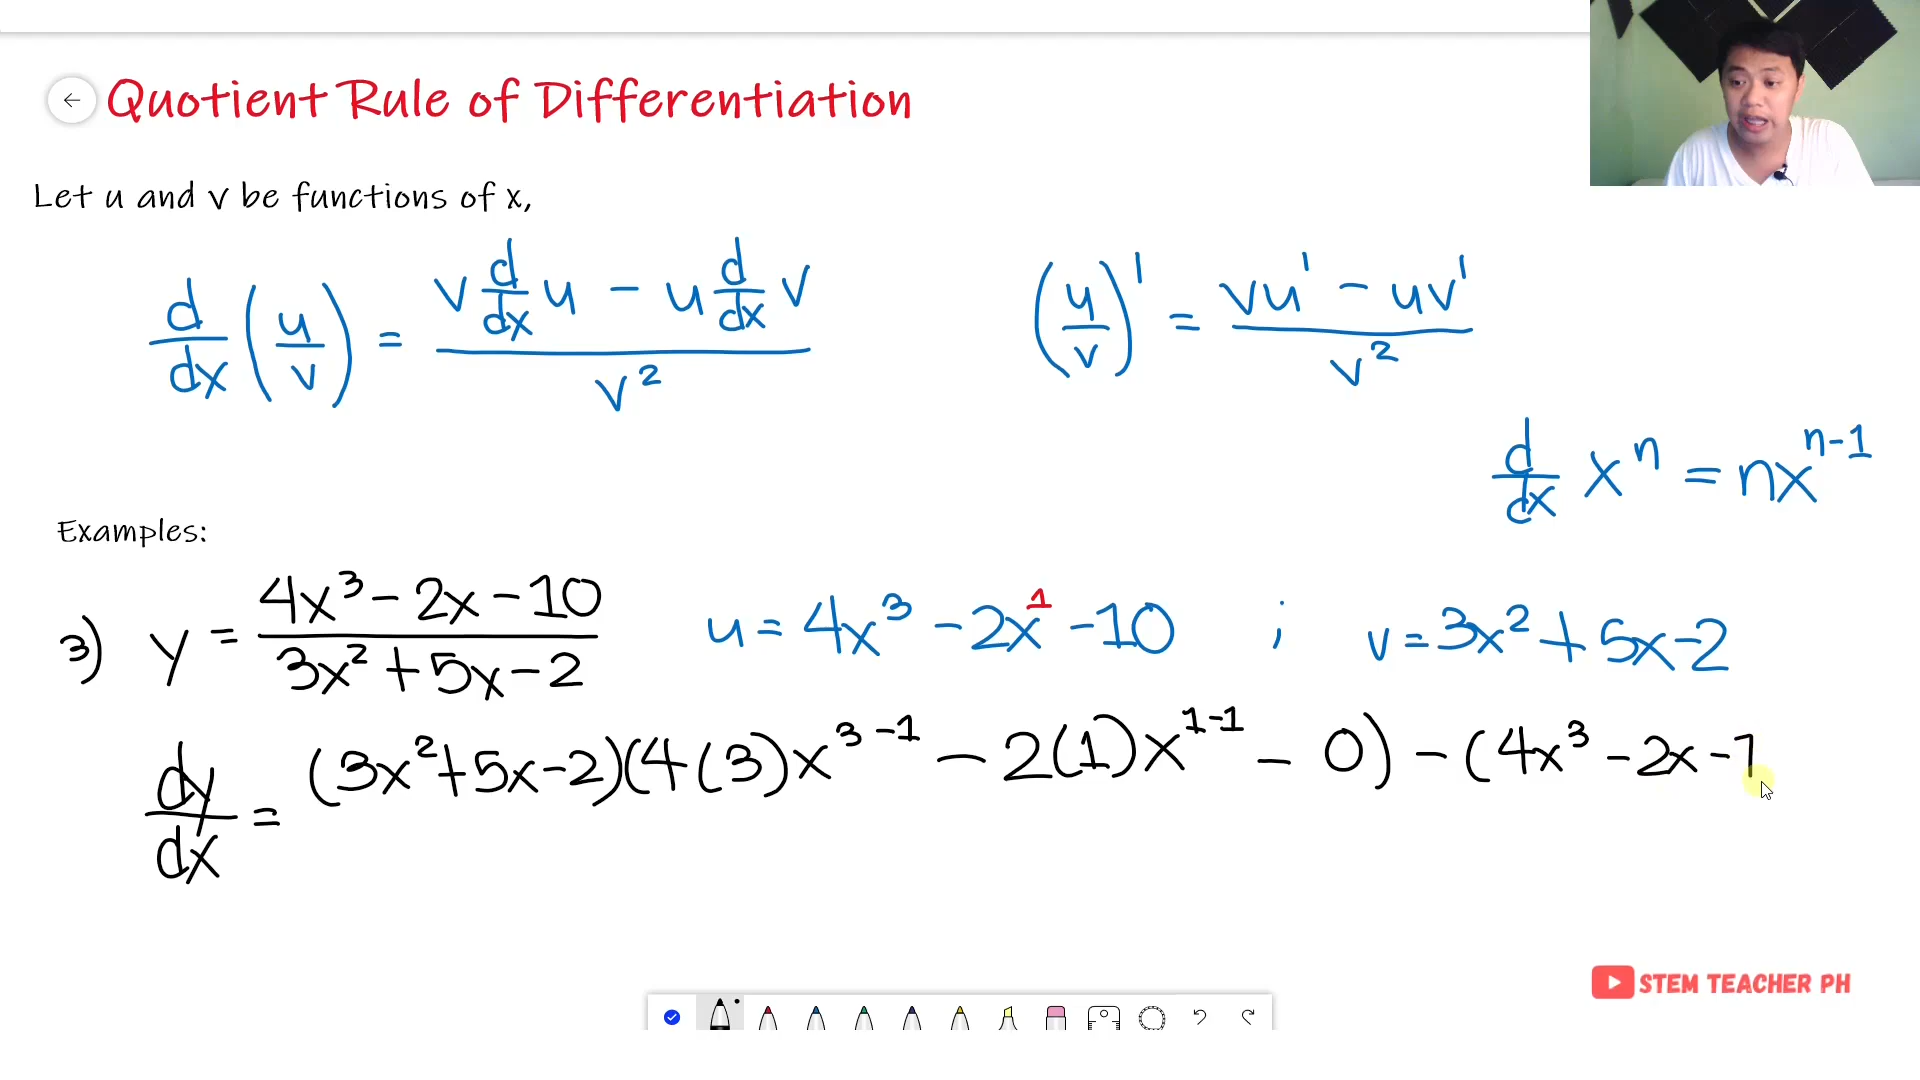 Quotient Rule of Differentiation
Let u and v be functions of x,
d/dx (u/v) = (v d/dx u - u d/dx v)/v²
(u/v)' = (vu' - uv')/v²
d/dx xⁿ = nxⁿ⁻¹
Examples:
3) y = (4x³ - 2x - 10)/(3x² + 5x - 2)
u = 4x³ - 2x¹ - 10 ; v = 3x² + 5x - 2
dy/dx = (3x² + 5x - 2)(4(3)x³⁻¹ - 2(1)x¹⁻¹ - 0) - (4x³ - 2x - 1
STEM TEACHER PH